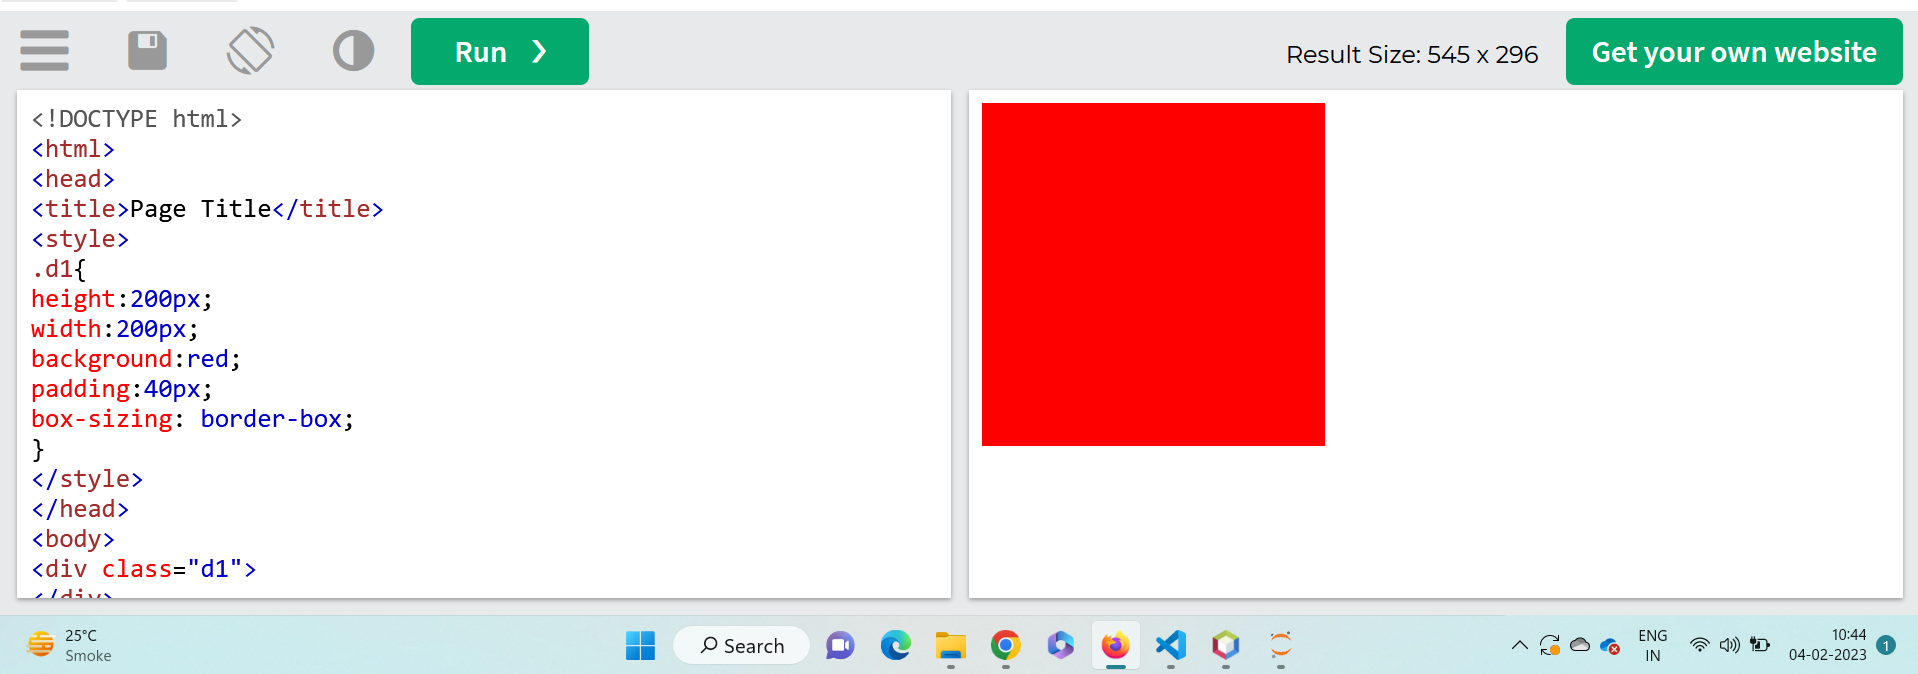 Run ❯
Result Size: 545 x 296
Get your own website
<!DOCTYPE html>
<html>
<head>
<title>Page Title</title>
<style>
.d1{
height:200px;
width:200px;
background:red;
padding:40px;
box-sizing: border-box;
}
</style>
</head>
<body>
<div class="d1">
</div>
25°C
Smoke
Search
ENG
IN
10:44
04-02-2023
1